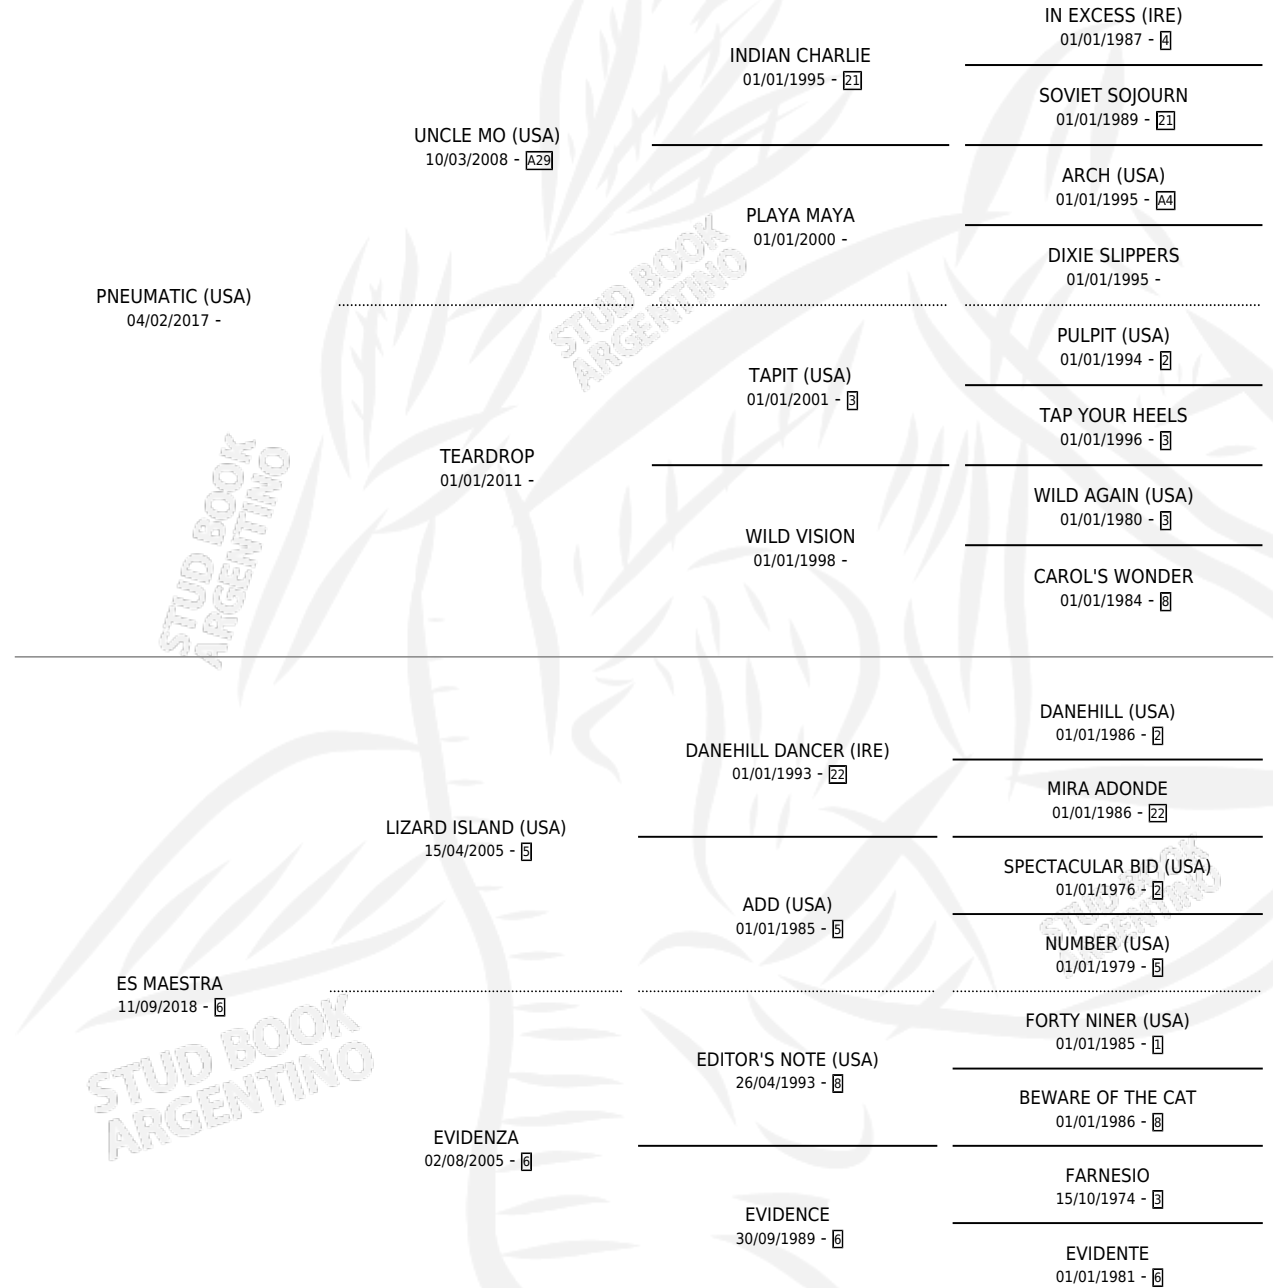 IN EXCESS (IRE)
01/01/1987 - 4
INDIAN CHARLIE
01/01/1995 - 21
SOVIET SOJOURN
01/01/1989 - 21
UNCLE MO (USA)
10/03/2008 - A29
ARCH (USA)
01/01/1995 - A4
PLAYA MAYA
01/01/2000 -
DIXIE SLIPPERS
01/01/1995 -
PNEUMATIC (USA)
04/02/2017 -
PULPIT (USA)
01/01/1994 - 2
TAPIT (USA)
01/01/2001 - 3
TAP YOUR HEELS
01/01/1996 - 3
TEARDROP
01/01/2011 -
WILD AGAIN (USA)
01/01/1980 - 3
WILD VISION
01/01/1998 -
CAROL'S WONDER
01/01/1984 - 8
DANEHILL (USA)
01/01/1986 - 2
DANEHILL DANCER (IRE)
01/01/1993 - 22
MIRA ADONDE
01/01/1986 - 22
LIZARD ISLAND (USA)
15/04/2005 - 5
SPECTACULAR BID (USA)
01/01/1976 - 2
ADD (USA)
01/01/1985 - 5
NUMBER (USA)
01/01/1979 - 5
ES MAESTRA
11/09/2018 - 6
FORTY NINER (USA)
01/01/1985 - 1
EDITOR'S NOTE (USA)
26/04/1993 - 8
BEWARE OF THE CAT
01/01/1986 - 8
EVIDENZA
02/08/2005 - 6
FARNESIO
15/10/1974 - 3
EVIDENCE
30/09/1989 - 6
EVIDENTE
01/01/1981 - 6
STUD BOOK
ARGENTINO
STUD BOOK
ARGENTINO
STUD BOOK
ARGENTINO
STUD BOOK
ARGENTINO